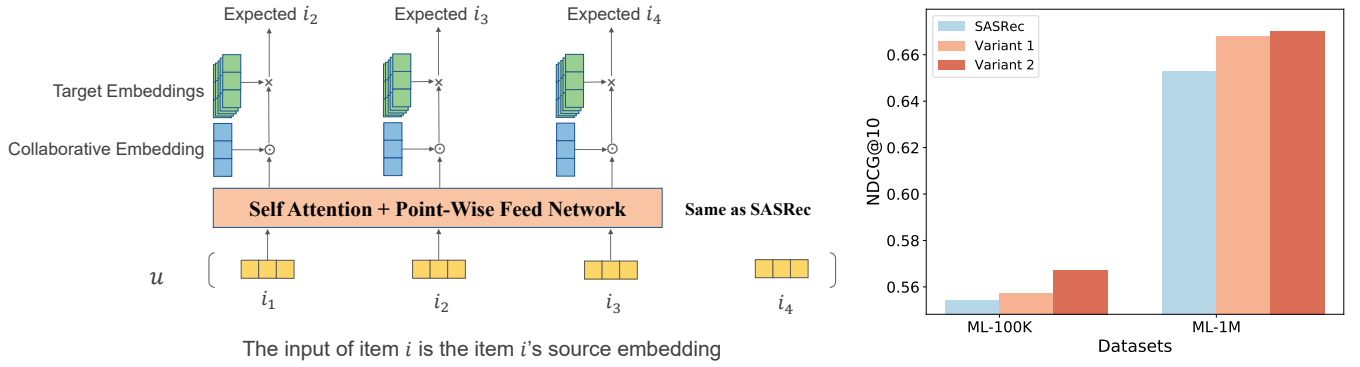 Expected i₂ Expected i₃ Expected i₄
Target Embeddings
Collaborative Embedding
Self Attention + Point-Wise Feed Network
Same as SASRec
u
i₁ i₂ i₃ i₄
The input of item i is the item i's source embedding
SASRec
Variant 1
Variant 2
NDCG@10
0.66
0.64
0.62
0.60
0.58
0.56
ML-100K ML-1M
Datasets